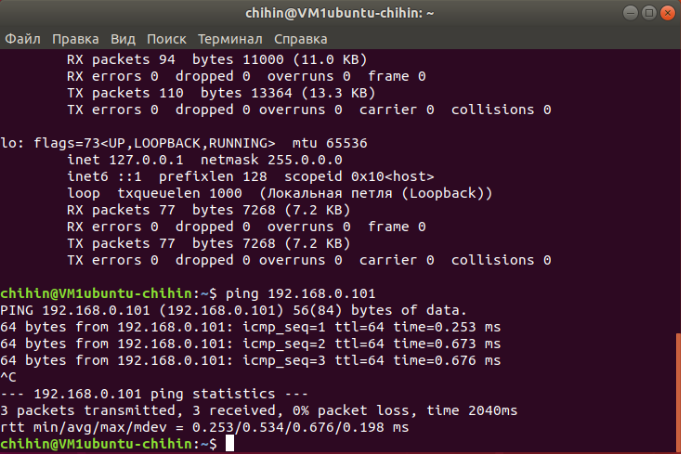 chihin@VM1ubuntu-chihin: ~
Файл Правка Вид Поиск Терминал Справка
RX packets 94  bytes 11000 (11.0 KB)
RX errors 0  dropped 0  overruns 0  frame 0
TX packets 110  bytes 13364 (13.3 KB)
TX errors 0  dropped 0 overruns 0  carrier 0  collisions 0
lo: flags=73<UP,LOOPBACK,RUNNING>  mtu 65536
inet 127.0.0.1  netmask 255.0.0.0
inet6 ::1  prefixlen 128  scopeid 0x10<host>
loop  txqueuelen 1000  (Локальная петля (Loopback))
RX packets 77  bytes 7268 (7.2 KB)
RX errors 0  dropped 0  overruns 0  frame 0
TX packets 77  bytes 7268 (7.2 KB)
TX errors 0  dropped 0 overruns 0  carrier 0  collisions 0
chihin@VM1ubuntu-chihin:~$ ping 192.168.0.101
PING 192.168.0.101 (192.168.0.101) 56(84) bytes of data.
64 bytes from 192.168.0.101: icmp_seq=1 ttl=64 time=0.253 ms
64 bytes from 192.168.0.101: icmp_seq=2 ttl=64 time=0.673 ms
64 bytes from 192.168.0.101: icmp_seq=3 ttl=64 time=0.676 ms
^C
--- 192.168.0.101 ping statistics ---
3 packets transmitted, 3 received, 0% packet loss, time 2040ms
rtt min/avg/max/mdev = 0.253/0.534/0.676/0.198 ms
chihin@VM1ubuntu-chihin:~$